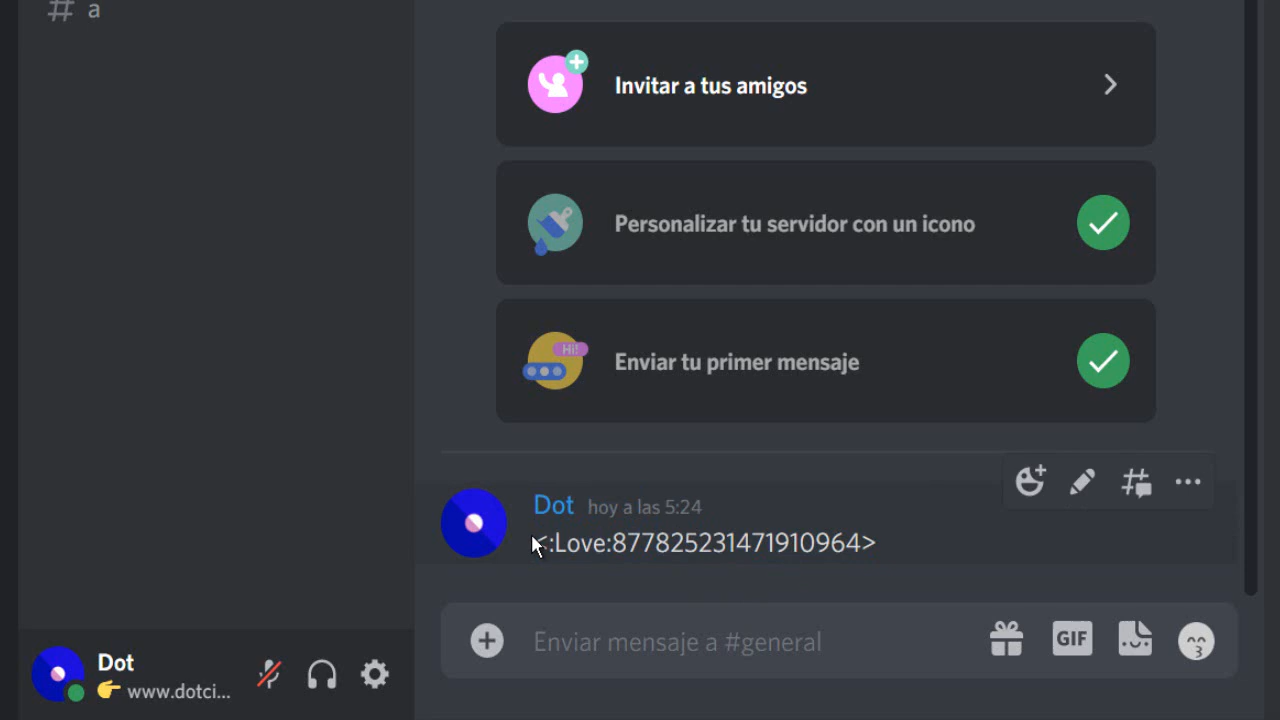 # a
Invitar a tus amigos
Personalizar tu servidor con un icono
Hi!
Enviar tu primer mensaje
Dot hoy a las 5:24
<:Love:877825231471910964>
Enviar mensaje a #general
GIF
Dot
👉 www.dotci...